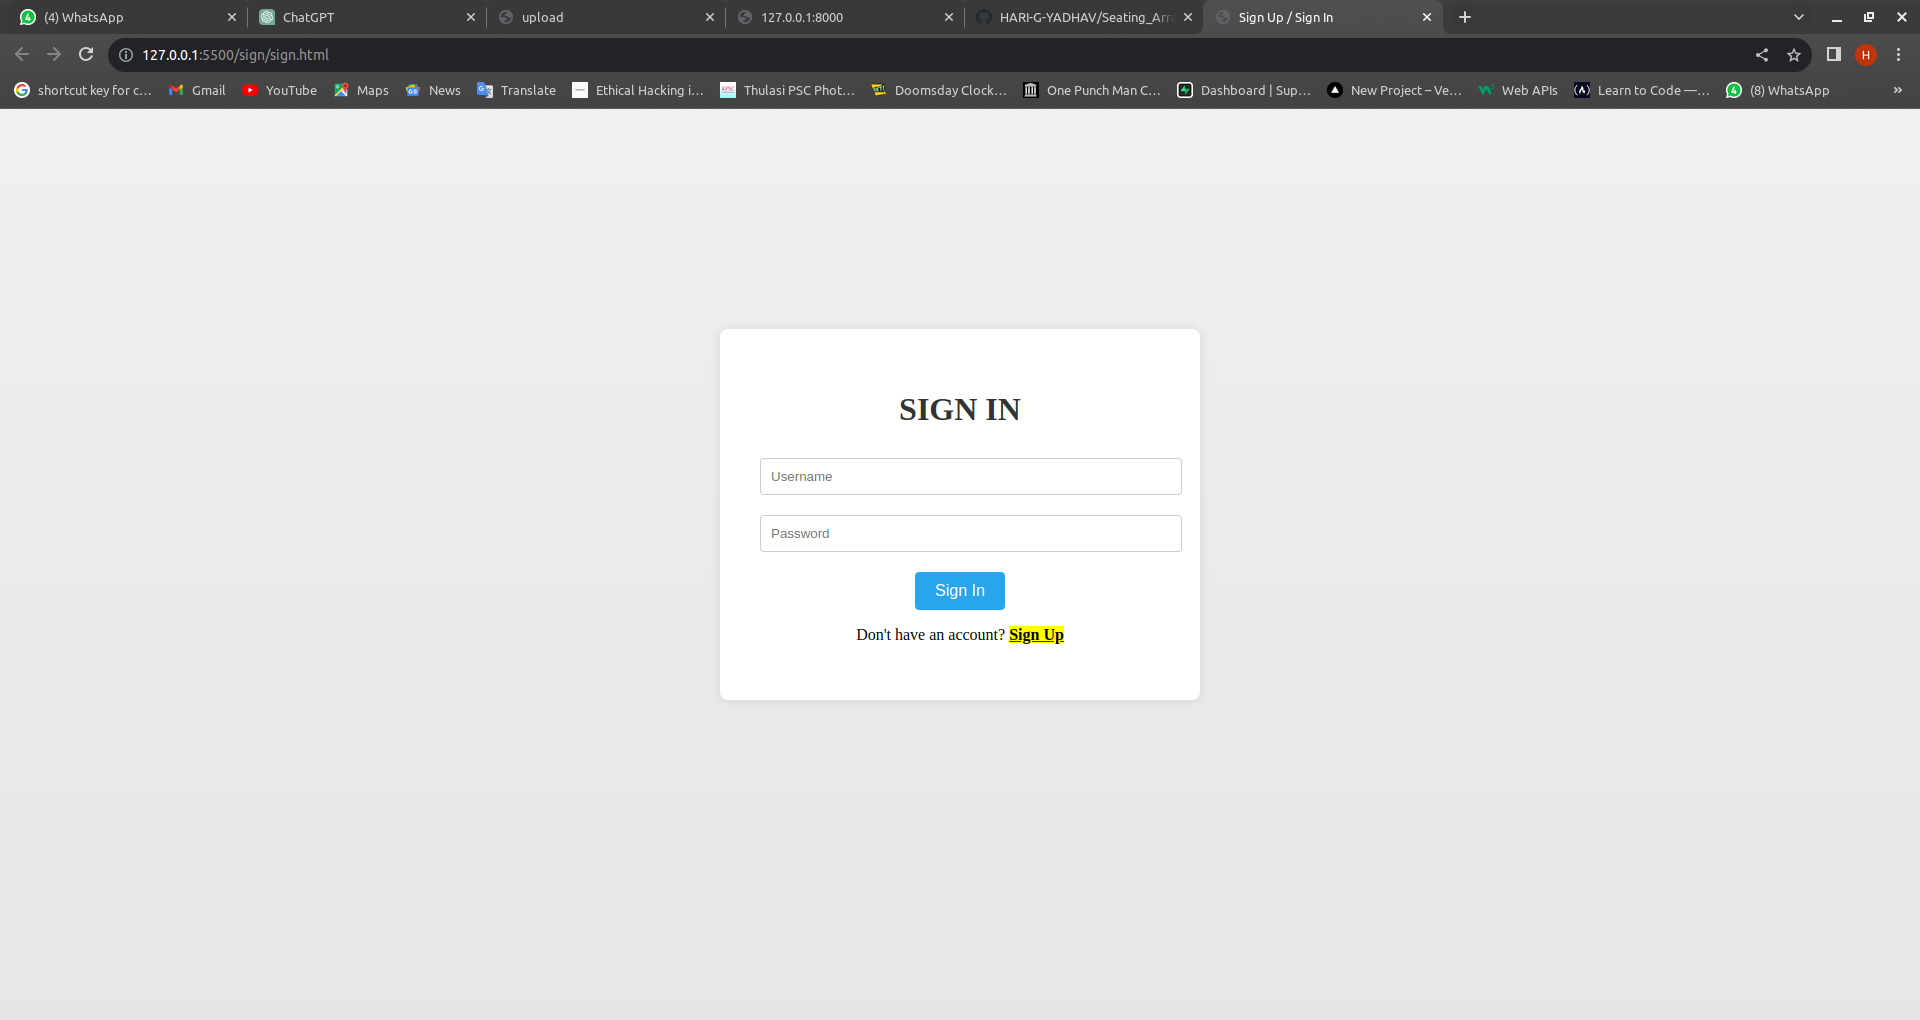 (4) WhatsApp
ChatGPT
upload
127.0.0.1:8000
HARI-G-YADHAV/Seating_Arr
Sign Up / Sign In
127.0.0.1:5500/sign/sign.html
H
shortcut key for c...
Gmail
YouTube
Maps
News
Translate
Ethical Hacking i...
Thulasi PSC Phot...
Doomsday Clock...
One Punch Man C...
Dashboard | Sup...
New Project – Ve...
Web APIs
Learn to Code —...
(8) WhatsApp
»
SIGN IN
Username
Password
Sign In
Don't have an account? Sign Up